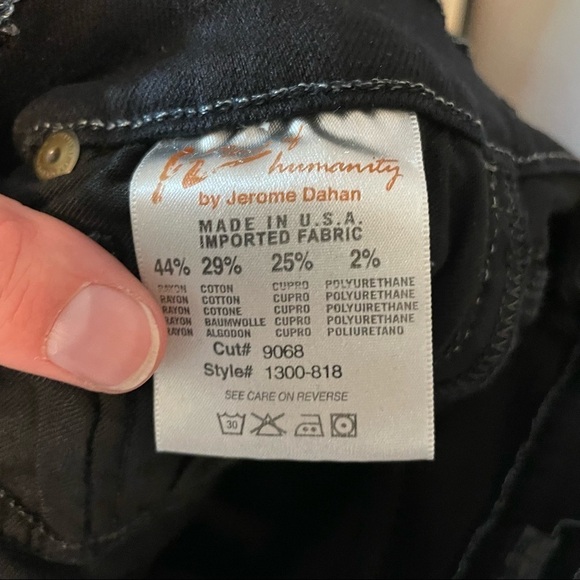 of
humanity
by Jerome Dahan
MADE IN U.S.A.
IMPORTED FABRIC
44% 29% 25% 2%
RAYON COTON CUPRO POLYURETHANE
RAYON COTTON CUPRO POLYURETHANE
RAYON COTONE CUPRO POLYUIRETHANE
RAYON BAUMWOLLE CUPRO POLYURETHANE
RAYON ALGODON CUPRO POLIURETANO
Cut# 9068
Style# 1300-818
SEE CARE ON REVERSE
30